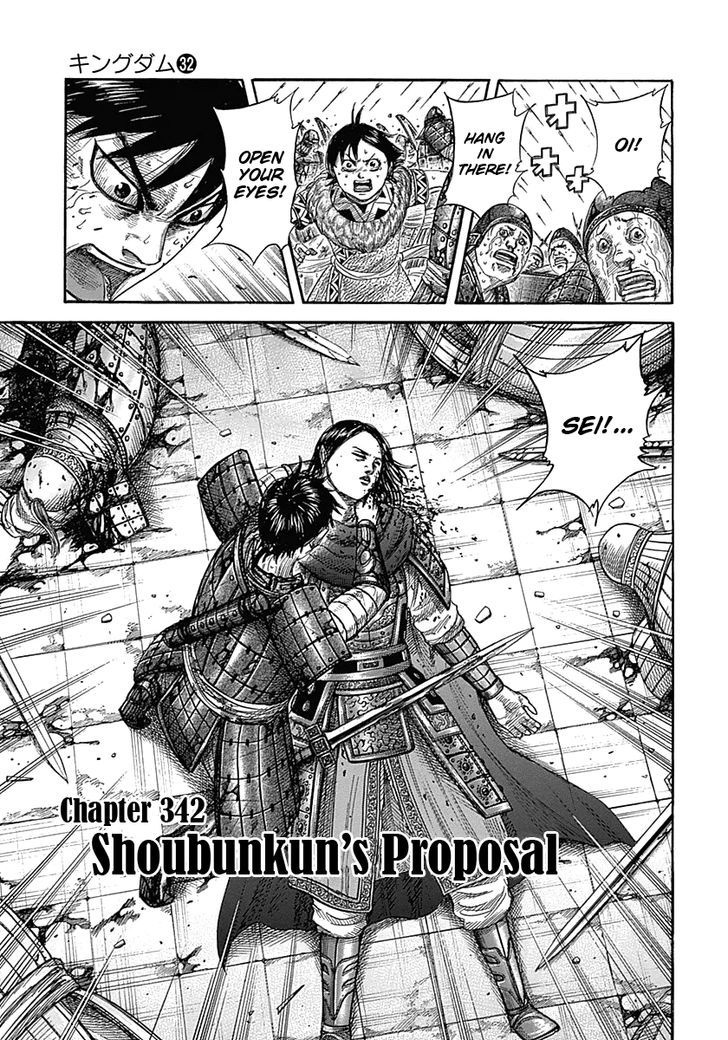 キングダム32
OI!
HANG
IN
THERE!
OPEN
YOUR
EYES!
SEI!...
Chapter 342
Shoubunkun's Proposal